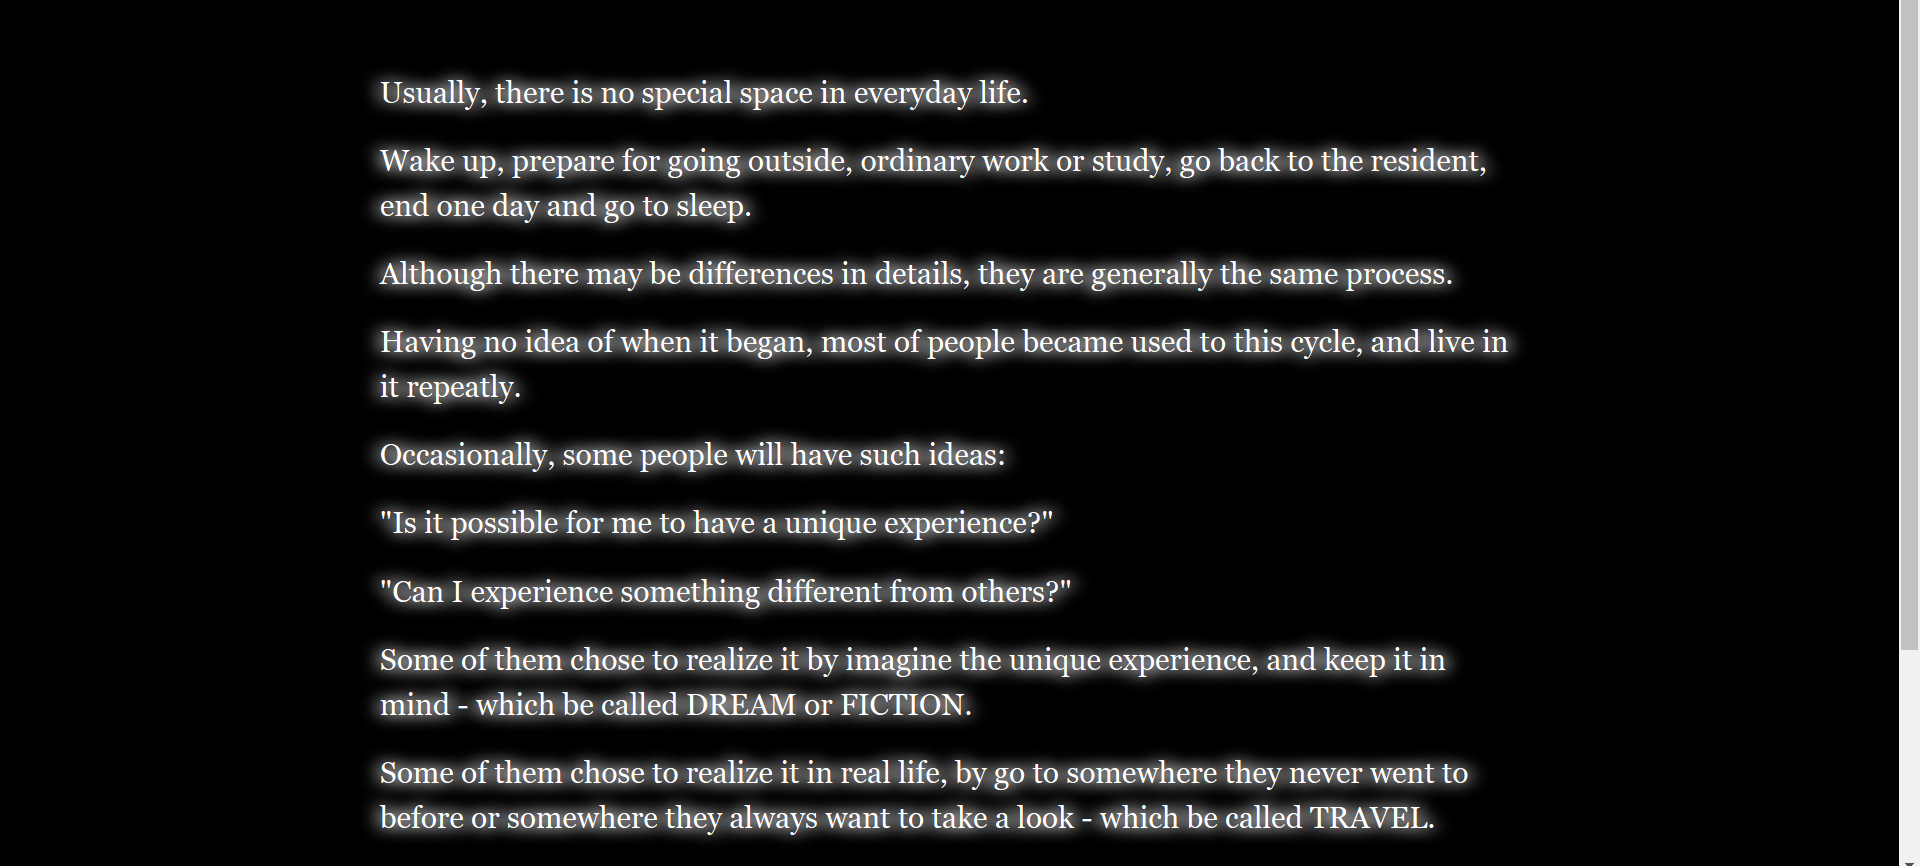 Usually, there is no special space in everyday life.
Wake up, prepare for going outside, ordinary work or study, go back to the resident,
end one day and go to sleep.
Although there may be differences in details, they are generally the same process.
Having no idea of when it began, most of people became used to this cycle, and live in
it repeatly.
Occasionally, some people will have such ideas:
"Is it possible for me to have a unique experience?"
"Can I experience something different from others?"
Some of them chose to realize it by imagine the unique experience, and keep it in
mind - which be called DREAM or FICTION.
Some of them chose to realize it in real life, by go to somewhere they never went to
before or somewhere they always want to take a look - which be called TRAVEL.